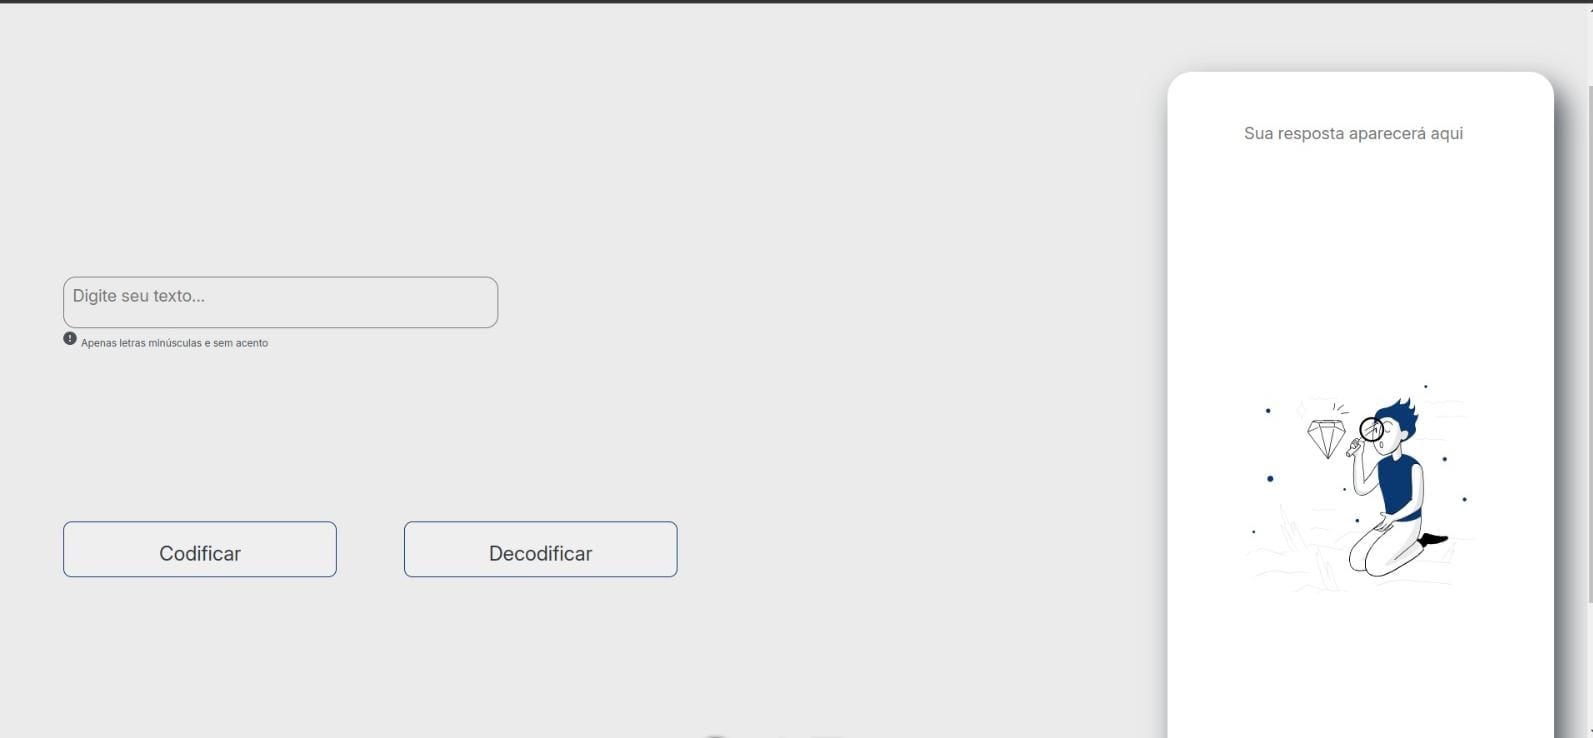 Sua resposta aparecerá aqui
Digite seu texto...
Apenas letras minúsculas e sem acento
Codificar
Decodificar